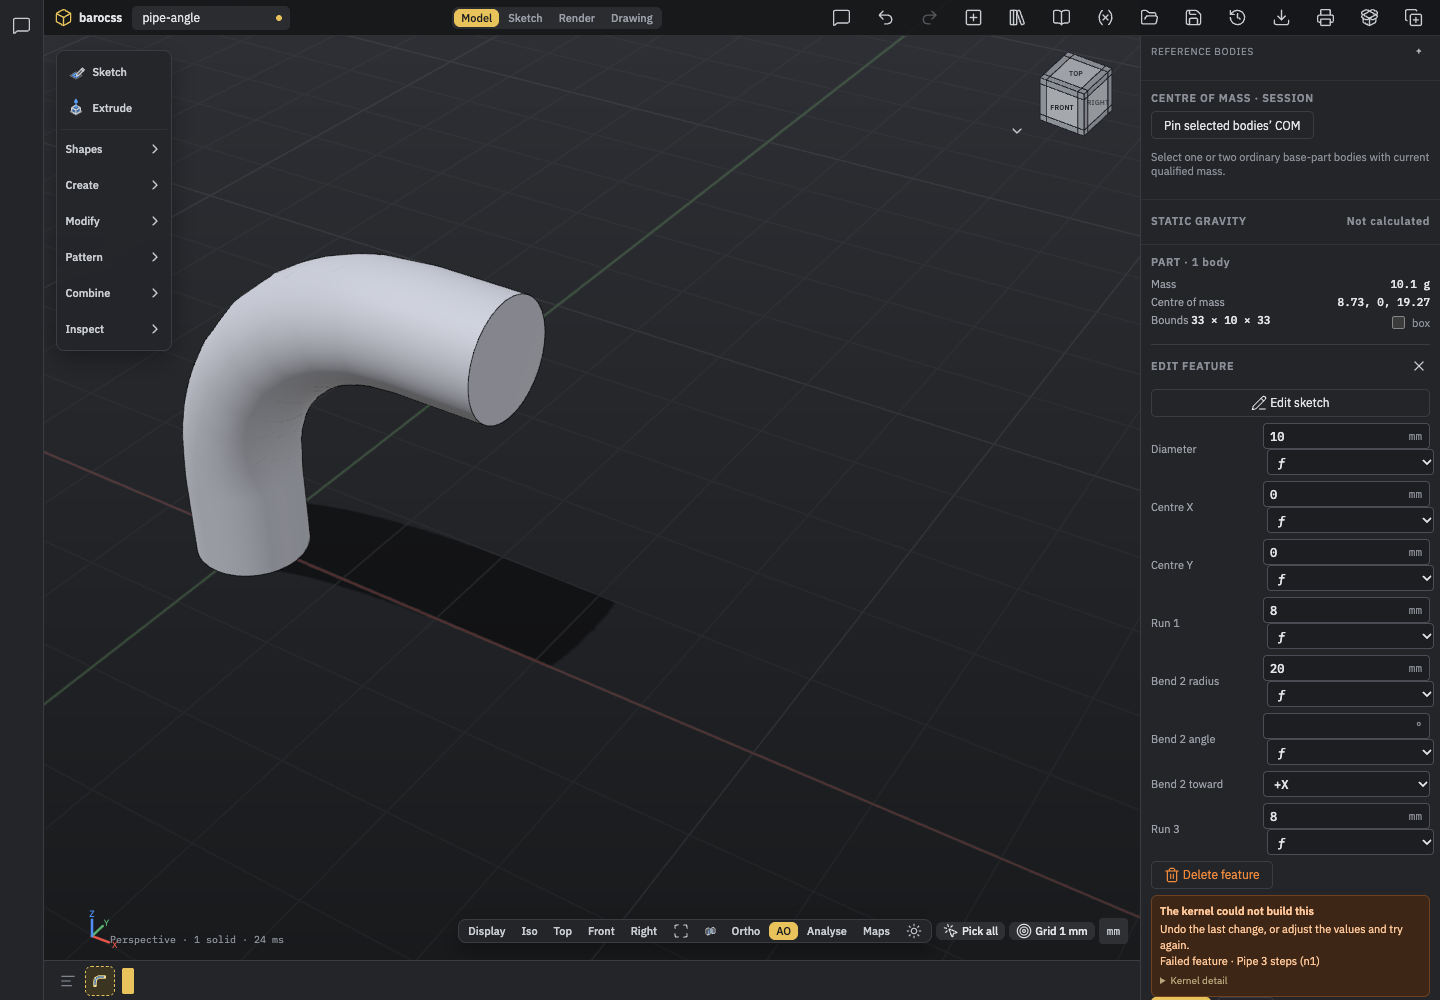 barocss
pipe-angle
Model
Sketch
Render
Drawing
Sketch
Extrude
Shapes
Create
Modify
Pattern
Combine
Inspect
TOP
FRONT
RIGHT
REFERENCE BODIES
+
CENTRE OF MASS · SESSION
Pin selected bodies’ COM
Select one or two ordinary base-part bodies with current
qualified mass.
STATIC GRAVITY Not calculated
PART · 1 body
Mass 10.1 g
Centre of mass 8.73, 0, 19.27
Bounds 33 × 10 × 33 box
EDIT FEATURE
Edit sketch
Diameter 10 mm
ƒ
Centre X 0 mm
ƒ
Centre Y 0 mm
ƒ
Run 1 8 mm
ƒ
Bend 2 radius 20 mm
ƒ
Bend 2 angle °
ƒ
Bend 2 toward +X
Run 3 8 mm
ƒ
Delete feature
The kernel could not build this
Undo the last change, or adjust the values and try
again.
Failed feature · Pipe 3 steps (n1)
Kernel detail
Z
Y
X
Perspective · 1 solid · 24 ms
Display
Iso
Top
Front
Right
Ortho
AO
Analyse
Maps
Pick all
Grid 1 mm
mm